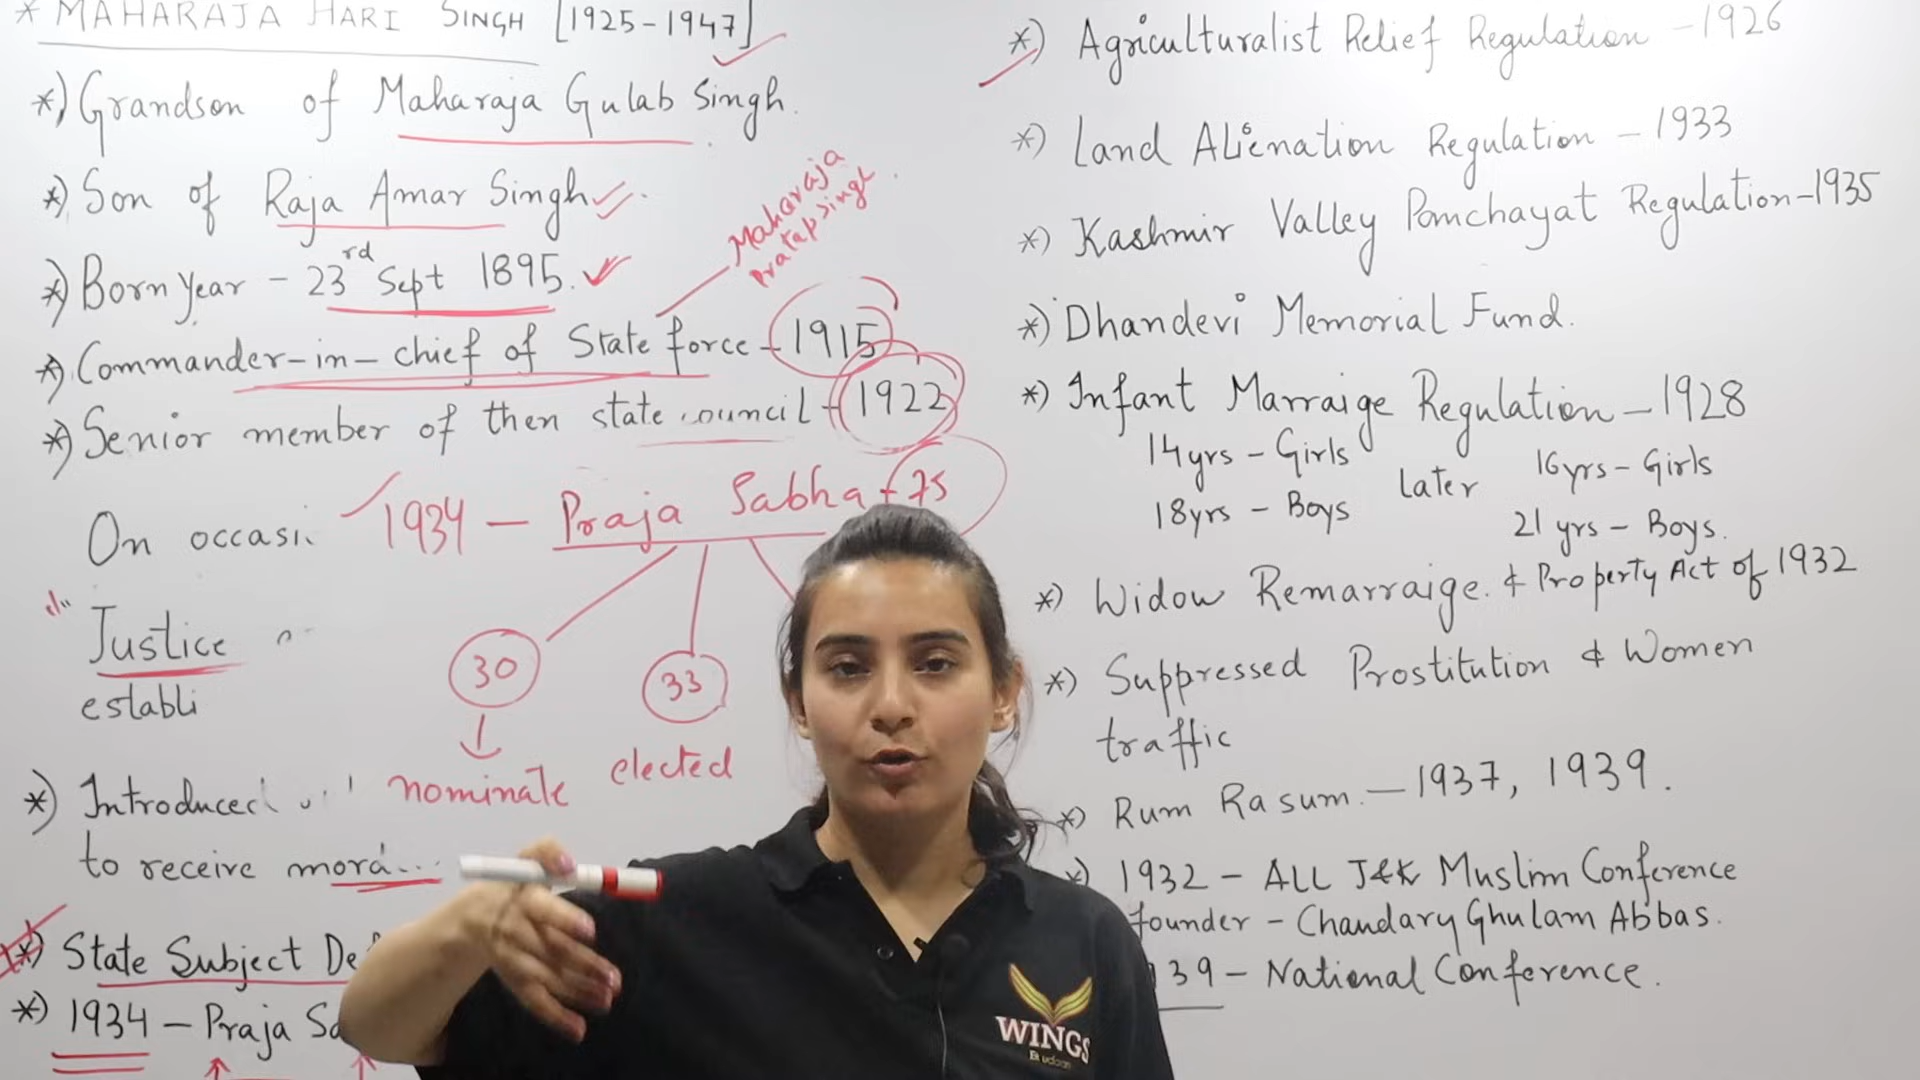 * MAHARAJA HARI SINGH [1925-1947]
*) Grandson of Maharaja Gulab Singh.
*) Son of Raja Amar Singh.
*) Born year - 23rd Sept 1895.
Maharaja
Pratap Singh
*) Commander-in-chief of State force - 1915
*) Senior member of then state council - 1922
On occasi
1934 - Praja Sabha - 75
Justice
establi
30
33
nominate
elected
*) Introduced
to receive
*) State Subject De
*) 1934 - Praja Sa
*) Agriculturalist Relief Regulation - 1926
*) Land Alienation Regulation - 1933
*) Kashmir Valley Panchayat Regulation - 1935
*) Dhandevi Memorial Fund.
*) Infant Marraige Regulation - 1928
14yrs - Girls
18yrs - Boys
later
16yrs - Girls
21 yrs - Boys.
*) Widow Remarraige. & Property Act of 1932
*) Suppressed Prostitution & Women
traffic
*) Rum Rasum. - 1937, 1939.
*) 1932 - ALL J&K Muslim Conference
founder - Chaudary Ghulam Abbas.
39 - National Conference.
WINGS